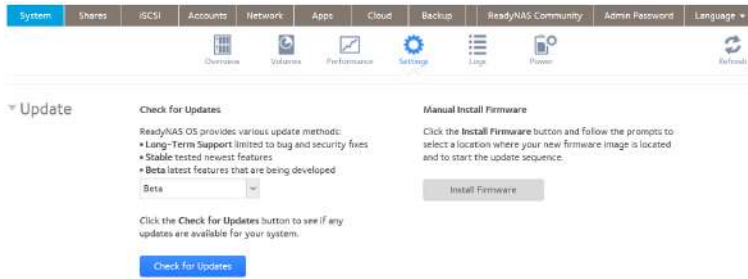 System Shares iSCSI Accounts Network Apps Cloud Backup ReadyNAS Community Admin Password Language
Overview Volumes Performance Settings Logs Power Refresh
Update
Check for Updates
ReadyNAS OS provides various update methods:
• Long-Term Support limited to bug and security fixes
• Stable tested newest features
• Beta latest features that are being developed
Beta
Click the Check for Updates button to see if any
updates are available for your system.
Check for Updates
Manual Install Firmware
Click the Install Firmware button and follow the prompts to
select a location where your new firmware image is located
and to start the update sequence.
Install Firmware